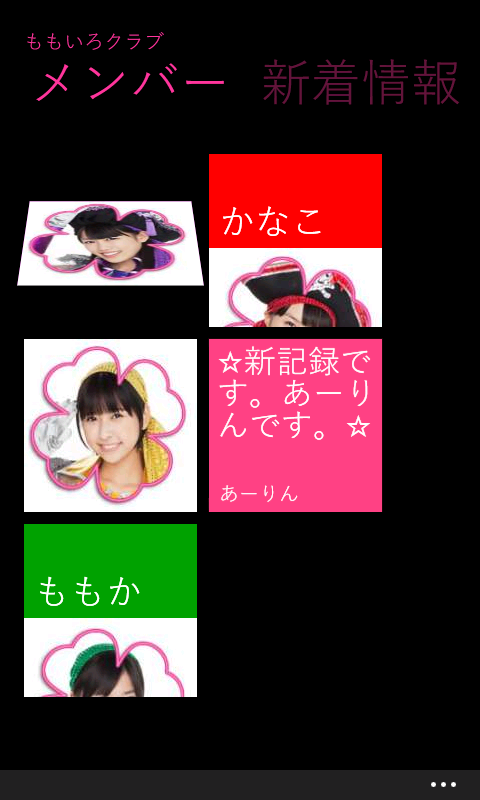 ももいろクラブ
メンバー 新着情報
かなこ
☆新記録で
す。あーり
んです。☆
あーりん
ももか